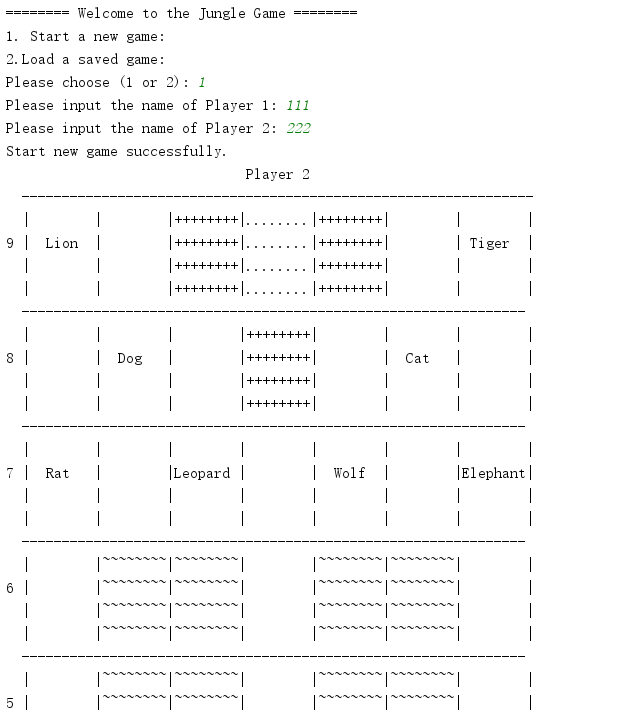 ======== Welcome to the Jungle Game ========
1. Start a new game:
2.Load a saved game:
Please choose (1 or 2): 1
Please input the name of Player 1: 111
Please input the name of Player 2: 222
Start new game successfully.
                              Player 2
  ----------------------------------------------------------------
  |        |        |++++++++|........|++++++++|        |        |
9 |  Lion  |        |++++++++|........|++++++++|        | Tiger  |
  |        |        |++++++++|........|++++++++|        |        |
  |        |        |++++++++|........|++++++++|        |        |
  ---------------------------------------------------------------
  |        |        |        |++++++++|        |        |        |
8 |        |  Dog   |        |++++++++|        |  Cat   |        |
  |        |        |        |++++++++|        |        |        |
  |        |        |        |++++++++|        |        |        |
  ---------------------------------------------------------------
  |        |        |        |        |        |        |        |
7 |  Rat   |        |Leopard |        |  Wolf  |        |Elephant|
  |        |        |        |        |        |        |        |
  |        |        |        |        |        |        |        |
  ---------------------------------------------------------------
  |        |~~~~~~~~|~~~~~~~~|        |~~~~~~~~|~~~~~~~~|        |
6 |        |~~~~~~~~|~~~~~~~~|        |~~~~~~~~|~~~~~~~~|        |
  |        |~~~~~~~~|~~~~~~~~|        |~~~~~~~~|~~~~~~~~|        |
  |        |~~~~~~~~|~~~~~~~~|        |~~~~~~~~|~~~~~~~~|        |
  ---------------------------------------------------------------
  |        |~~~~~~~~|~~~~~~~~|        |~~~~~~~~|~~~~~~~~|        |
5 |        |~~~~~~~~|~~~~~~~~|        |~~~~~~~~|~~~~~~~~|        |